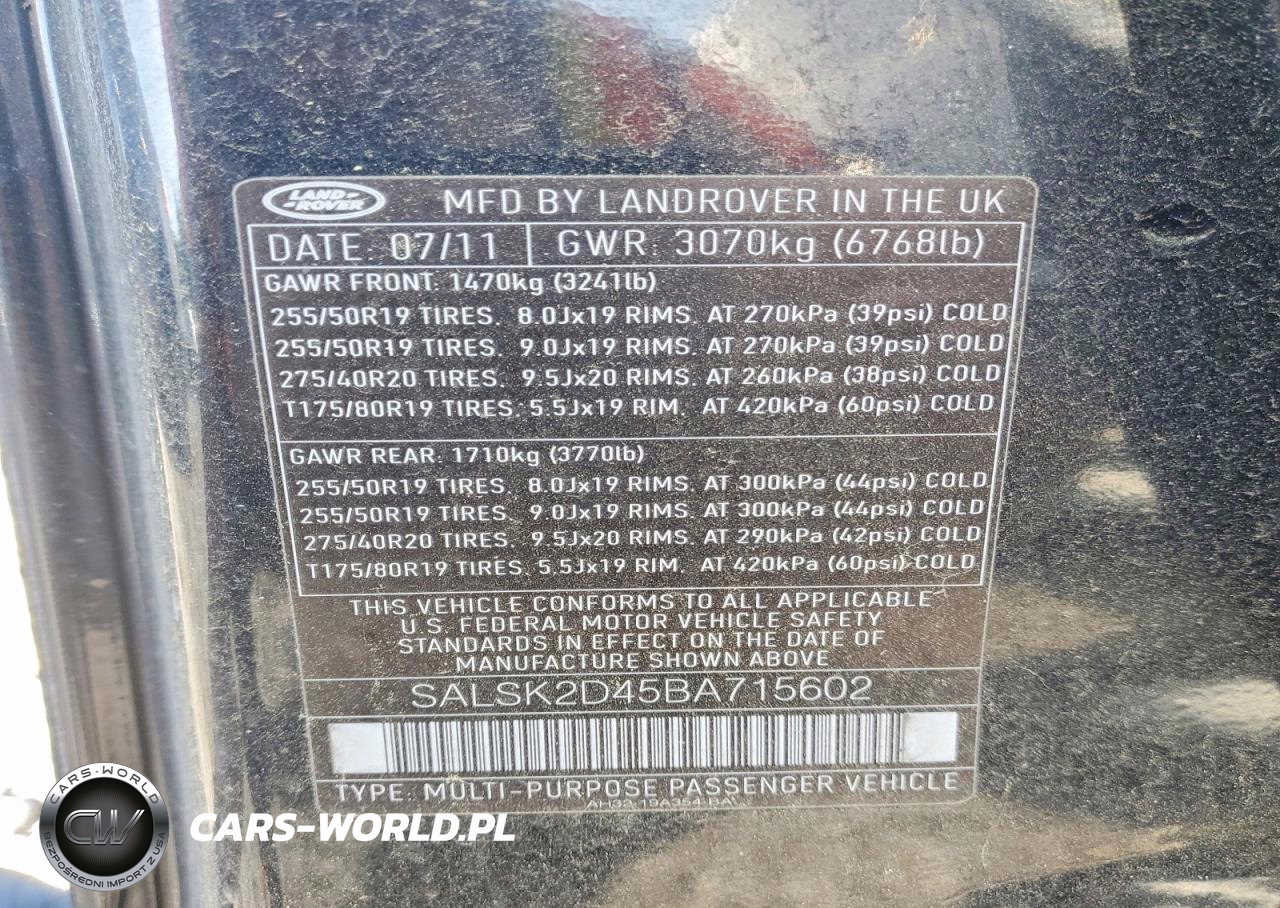 LAND ROVER
MFD BY LANDROVER IN THE UK
DATE: 07/11 GWR: 3070kg (6768lb)
GAWR FRONT: 1470kg (3241lb)
255/50R19 TIRES. 8.0Jx19 RIMS. AT 270kPa (39psi) COLD
255/50R19 TIRES. 9.0Jx19 RIMS. AT 270kPa (39psi) COLD
275/40R20 TIRES. 9.5Jx20 RIMS. AT 260kPa (38psi) COLD
T175/80R19 TIRES. 5.5Jx19 RIM. AT 420kPa (60psi) COLD
GAWR REAR: 1710kg (3770lb)
255/50R19 TIRES. 8.0Jx19 RIMS. AT 300kPa (44psi) COLD
255/50R19 TIRES. 9.0Jx19 RIMS. AT 300kPa (44psi) COLD
275/40R20 TIRES. 9.5Jx20 RIMS. AT 290kPa (42psi) COLD
T175/80R19 TIRES. 5.5Jx19 RIM. AT 420kPa (60psi) COLD
THIS VEHICLE CONFORMS TO ALL APPLICABLE
U.S. FEDERAL MOTOR VEHICLE SAFETY
STANDARDS IN EFFECT ON THE DATE OF
MANUFACTURE SHOWN ABOVE
SALSK2D45BA715602
TYPE: MULTI-PURPOSE PASSENGER VEHICLE
AH32 19A354 BA
CARS-WORLD
CW
BEZPOŚREDNI IMPORT Z USA
CARS-WORLD.PL